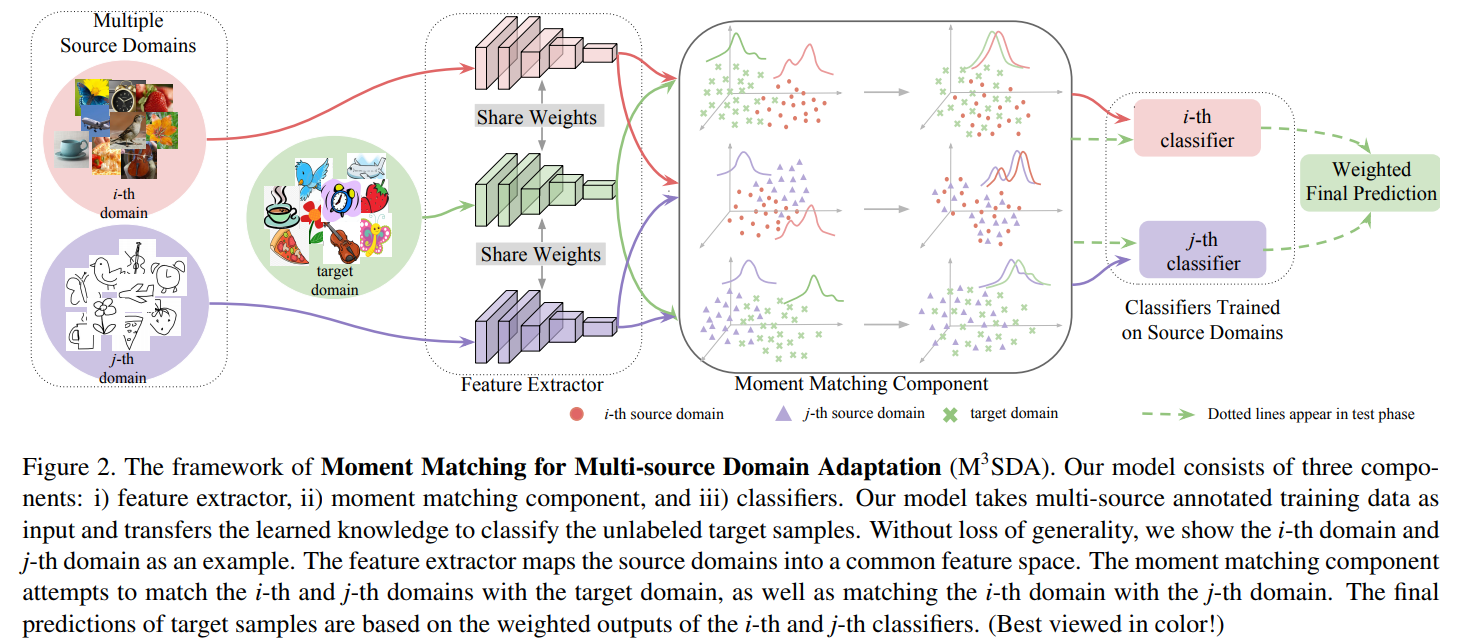 Multiple
Source Domains
i-th
domain
j-th
domain
target
domain
Share Weights
Share Weights
Feature Extractor
Moment Matching Component
i-th
classifier
j-th
classifier
Weighted
Final Prediction
Classifiers Trained
on Source Domains
i-th source domain
j-th source domain
target domain
Dotted lines appear in test phase
Figure 2. The framework of Moment Matching for Multi-source Domain Adaptation (M³SDA). Our model consists of three compo-
nents: i) feature extractor, ii) moment matching component, and iii) classifiers. Our model takes multi-source annotated training data as
input and transfers the learned knowledge to classify the unlabeled target samples. Without loss of generality, we show the i-th domain and
j-th domain as an example. The feature extractor maps the source domains into a common feature space. The moment matching component
attempts to match the i-th and j-th domains with the target domain, as well as matching the i-th domain with the j-th domain. The final
predictions of target samples are based on the weighted outputs of the i-th and j-th classifiers. (Best viewed in color!)